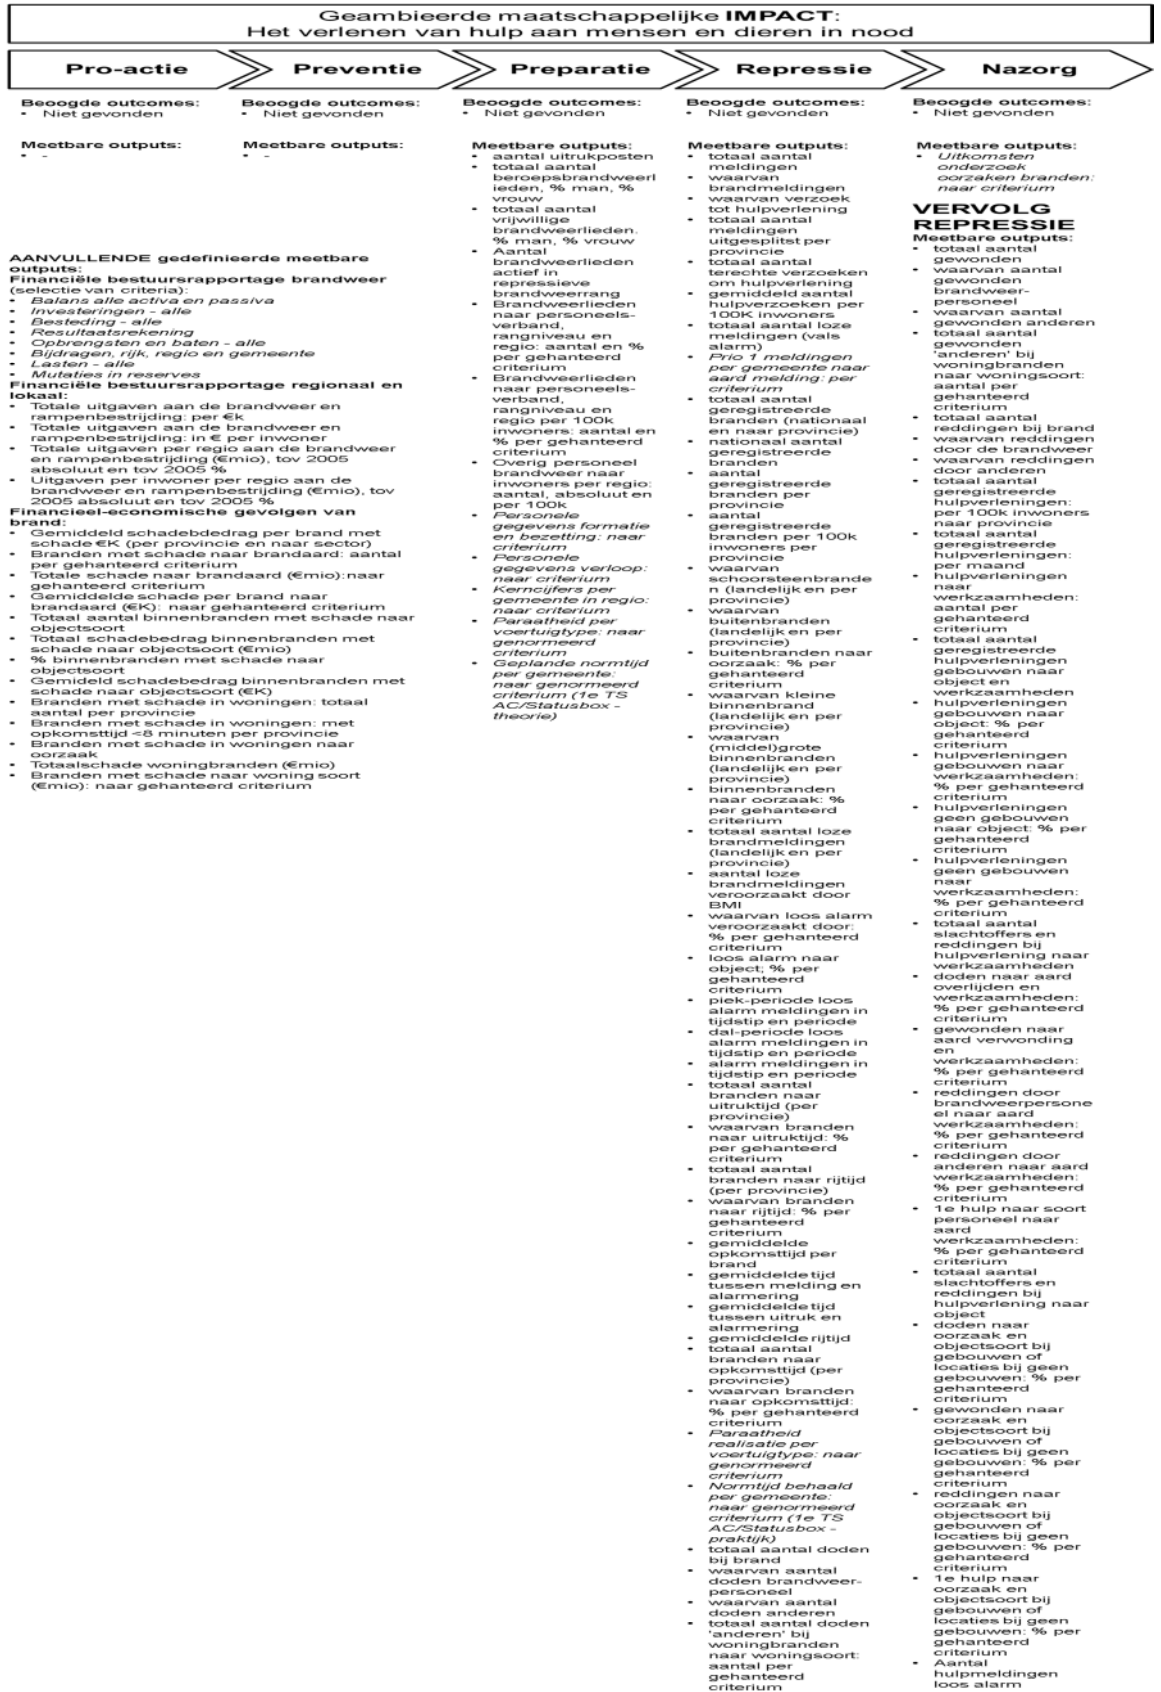 Geambieerde maatschappelijke IMPACT:
Het verlenen van hulp aan mensen en dieren in nood
Pro-actie
Preventie
Preparatie
Repressie
Nazorg
Beoogde outcomes:
• Niet gevonden
Meetbare outputs:
• -
Beoogde outcomes:
• Niet gevonden
Meetbare outputs:
• -
AANVULLENDE gedefinieerde meetbare
outputs:
Financiële bestuursrapportage brandweer
(selectie van criteria):
• Balans alle activa en passiva
• Investeringen - alle
• Besteding - alle
• Resultaatsrekening
• Opbrengsten en baten - alle
• Bijdragen, rijk, regio en gemeente
• Lasten - alle
• Mutaties in reserves
Financiële bestuursrapportage regionaal en
lokaal:
• Totale uitgaven aan de brandweer en
rampenbestrijding: per €k
• Totale uitgaven aan de brandweer en
rampenbestrijding: in € per inwoner
• Totale uitgaven per regio aan de brandweer
en rampenbestrijding (€mio), tov 2005
absoluut en tov 2005 %
• Uitgaven per inwoner per regio aan de
brandweer en rampenbestrijding (€mio), tov
2005 absoluut en tov 2005 %
Financieel-economische gevolgen van
brand:
• Gemiddeld schadebdedrag per brand met
schade €K (per provincie en naar sector)
• Branden met schade naar brandaard: aantal
per gehanteerd criterium
• Totale schade naar brandaard (€mio):naar
gehanteerd criterium
• Gemiddelde schade per brand naar
brandaard (€K): naar gehanteerd criterium
• Totaal aantal binnenbranden met schade naar
objectsoort
• Totaal schadebedrag binnenbranden met
schade naar objectsoort (€mio)
• % binnenbranden met schade naar
objectsoort
• Gemideld schadebedrag binnenbranden met
schade naar objectsoort (€K)
• Branden met schade in woningen: totaal
aantal per provincie
• Branden met schade in woningen: met
opkomsttijd <8 minuten per provincie
• Branden met schade in woningen naar
oorzaak
• Totaalschade woningbranden (€mio)
• Branden met schade naar woning soort
(€mio): naar gehanteerd criterium
Beoogde outcomes:
• Niet gevonden
Meetbare outputs:
• aantal uitrukposten
• totaal aantal
beroepsbrandweerl
ieden, % man, %
vrouw
• totaal aantal
vrijwillige
brandweerlieden.
% man, % vrouw
• Aantal
brandweerlieden
actief in
repressieve
brandweerrang
• Brandweerlieden
naar personeels-
verband,
rangniveau en
regio: aantal en %
per gehanteerd
criterium
• Brandweerlieden
naar personeels-
verband,
rangniveau en
regio per 100k
inwoners: aantal en
% per gehanteerd
criterium
• Overig personeel
brandweer naar
inwoners per regio:
aantal, absoluut en
per 100k
• Personele
gegevens formatie
en bezetting: naar
criterium
• Personele
gegevens verloop:
naar criterium
• Kerncijfers per
gemeente in regio:
naar criterium
• Paraatheid per
voertuigtype: naar
genormeerd
criterium
• Geplande normtijd
per gemeente:
naar genormeerd
criterium (1e TS
AC/Statusbox -
theorie)
Beoogde outcomes:
• Niet gevonden
Meetbare outputs:
• totaal aantal
meldingen
• waarvan
brandmeldingen
• waarvan verzoek
tot hulpverlening
• totaal aantal
meldingen
uitgesplitst per
provincie
• totaal aantal
terechte verzoeken
om hulpverlening
• gemiddeld aantal
hulpverzoeken per
100K inwoners
• totaal aantal loze
meldingen (vals
alarm)
• Prio 1 meldingen
per gemeente naar
aard melding: per
criterium
• totaal aantal
geregistreerde
branden (nationaal
en naar provincie)
• nationaal aantal
geregistreerde
branden
• aantal
geregistreerde
branden per
provincie
• aantal
geregistreerde
branden per 100k
inwoners per
provincie
• waarvan
schoorsteenbrande
n (landelijk en per
provincie)
• waarvan
buitenbranden
(landelijk en per
provincie)
• buitenbranden naar
oorzaak: % per
gehanteerd
criterium
• waarvan kleine
binnenbrand
(landelijk en per
provincie)
• waarvan
(middel)grote
binnenbranden
(landelijk en per
provincie)
• binnenbranden
naar oorzaak: %
per gehanteerd
criterium
• totaal aantal loze
brandmeldingen
(landelijk en per
provincie)
• aantal loze
brandmeldingen
veroorzaakt door
BMI
• waarvan loos alarm
veroorzaakt door:
% per gehanteerd
criterium
• loos alarm naar
object; % per
gehanteerd
criterium
• piek-periode loos
alarm meldingen in
tijdstip en periode
• dal-periode loos
alarm meldingen in
tijdstip en periode
• alarm meldingen in
tijdstip en periode
• totaal aantal
branden naar
uitruktijd (per
provincie)
• waarvan branden
naar uitruktijd: %
per gehanteerd
criterium
• totaal aantal
branden naar rijtijd
(per provincie)
• waarvan branden
naar rijtijd: % per
gehanteerd
criterium
• gemiddelde
opkomsttijd per
brand
• gemiddelde tijd
tussen melding en
alarmering
• gemiddelde tijd
tussen uitruk en
alarmering
• gemiddelde rijtijd
• totaal aantal
branden naar
opkomsttijd (per
provincie)
• waarvan branden
naar opkomsttijd:
% per gehanteerd
criterium
• Paraatheid
realisatie per
voertuigtype: naar
genormeerd
criterium
• Normtijd behaald
per gemeente:
naar genormeerd
criterium (1e TS
AC/Statusbox -
praktijk)
• totaal aantal doden
bij brand
• waarvan aantal
doden brandweer-
personeel
• waarvan aantal
doden anderen
• totaal aantal doden
'anderen' bij
woningbranden
naar woningsoort:
aantal per
gehanteerd
criterium
Beoogde outcomes:
• Niet gevonden
Meetbare outputs:
• Uitkomsten
onderzoek
oorzaken branden:
naar criterium
VERVOLG
REPRESSIE
Meetbare outputs:
• totaal aantal
gewonden
• waarvan aantal
gewonden
brandweer-
personeel
• waarvan aantal
gewonden anderen
• totaal aantal
gewonden
'anderen' bij
woningbranden
naar woningsoort:
aantal per
gehanteerd
criterium
• totaal aantal
reddingen bij brand
• waarvan reddingen
door de brandweer
• waarvan reddingen
door anderen
• totaal aantal
geregistreerde
hulpverleningen:
per 100k inwoners
naar provincie
• totaal aantal
geregistreerde
hulpverleningen:
per maand
• hulpverleningen
naar
werkzaamheden:
aantal per
gehanteerd
criterium
• totaal aantal
geregistreerde
hulpverleningen
gebouwen naar
object en
werkzaamheden
• hulpverleningen
gebouwen naar
object: % per
gehanteerd
criterium
• hulpverleningen
gebouwen naar
werkzaamheden:
% per gehanteerd
criterium
• hulpverleningen
geen gebouwen
naar object: % per
gehanteerd
criterium
• hulpverleningen
geen gebouwen
naar
werkzaamheden:
% per gehanteerd
criterium
• totaal aantal
slachtoffers en
reddingen bij
hulpverlening naar
werkzaamheden
• doden naar aard
overlijden en
werkzaamheden:
% per gehanteerd
criterium
• gewonden naar
aard verwonding
en
werkzaamheden:
% per gehanteerd
criterium
• reddingen door
brandweerpersone
el naar aard
werkzaamheden:
% per gehanteerd
criterium
• reddingen door
anderen naar aard
werkzaamheden:
% per gehanteerd
criterium
• 1e hulp naar soort
personeel naar
aard
werkzaamheden:
% per gehanteerd
criterium
• totaal aantal
slachtoffers en
reddingen bij
hulpverlening naar
object
• doden naar
oorzaak en
objectsoort bij
gebouwen of
locaties bij geen
gebouwen: % per
gehanteerd
criterium
• gewonden naar
oorzaak en
objectsoort bij
gebouwen of
locaties bij geen
gebouwen: % per
gehanteerd
criterium
• reddingen naar
oorzaak en
objectsoort bij
gebouwen of
locaties bij geen
gebouwen: % per
gehanteerd
criterium
• 1e hulp naar
oorzaak en
objectsoort bij
gebouwen of
locaties bij geen
gebouwen: % per
gehanteerd
criterium
• Aantal
hulpmeldingen
loos alarm